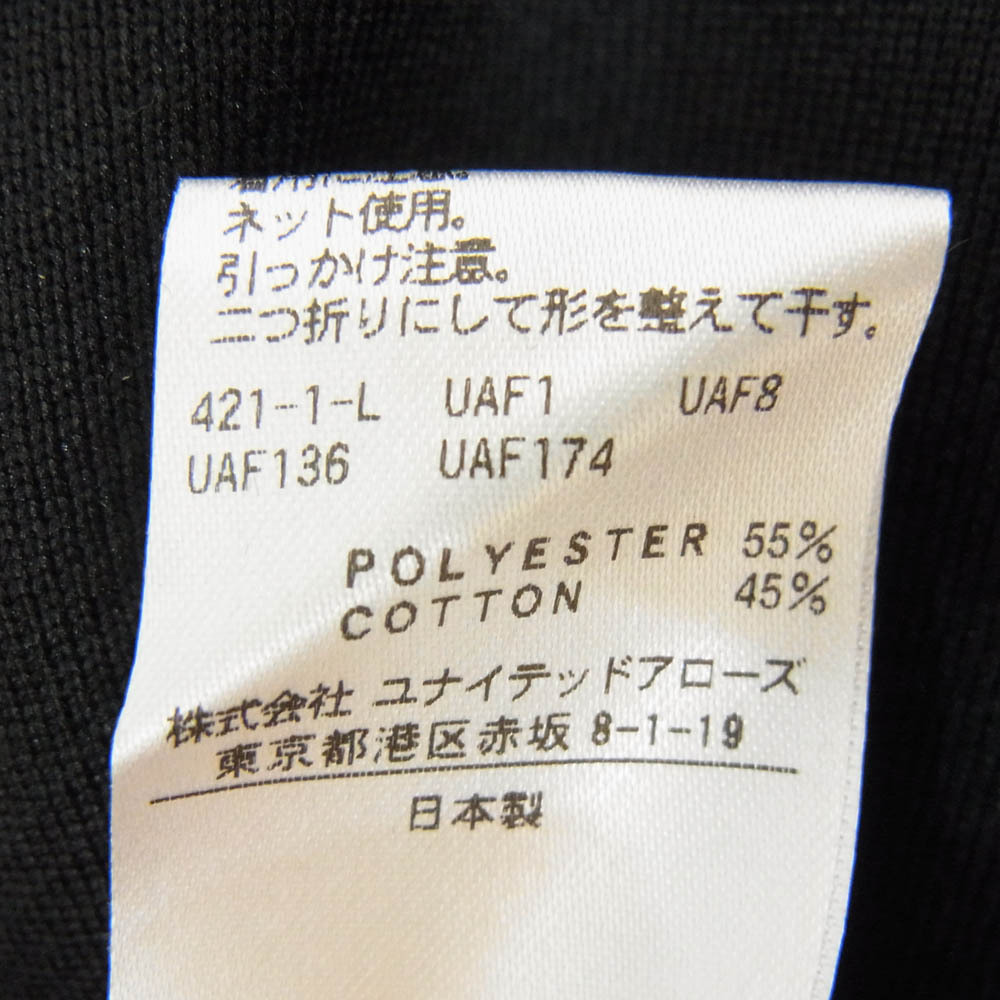 ネット使用。
引っかけ注意。
二つ折りにして形を整えて干す。
421-1-L UAF1 UAF8
UAF136 UAF174
POLYESTER 55%
COTTON 45%
株式会社 ユナイテッドアローズ
東京都港区赤坂 8-1-19
日本製